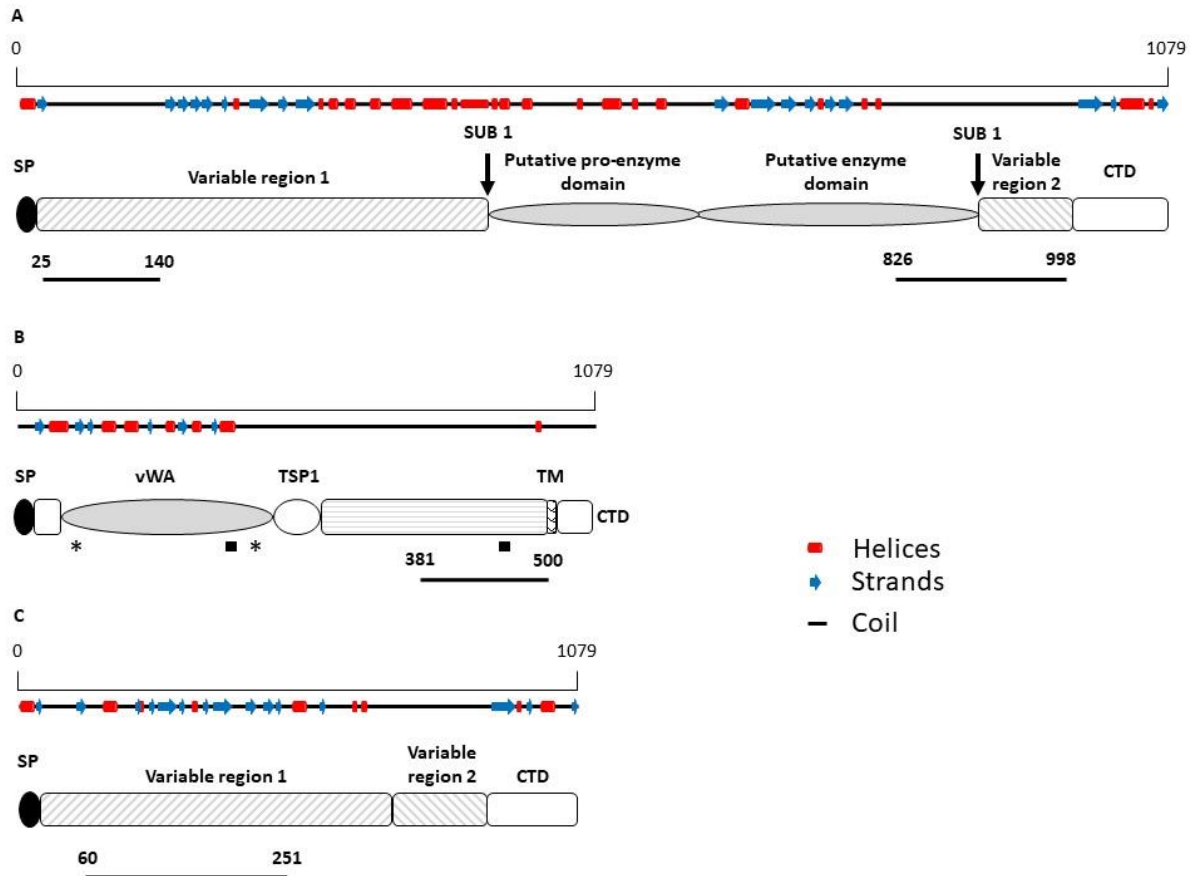 A
0 1079
SUB 1 SUB 1
SP Variable region 1 Putative pro-enzyme
domain Putative enzyme
domain Variable
region 2 CTD
25 140 826 998
B
0 1079
SP vWA TSP1 TM
CTD
* *
381 500
Helices
Strands
Coil
C
0 1079
SP Variable region 1 Variable
region 2 CTD
60 251